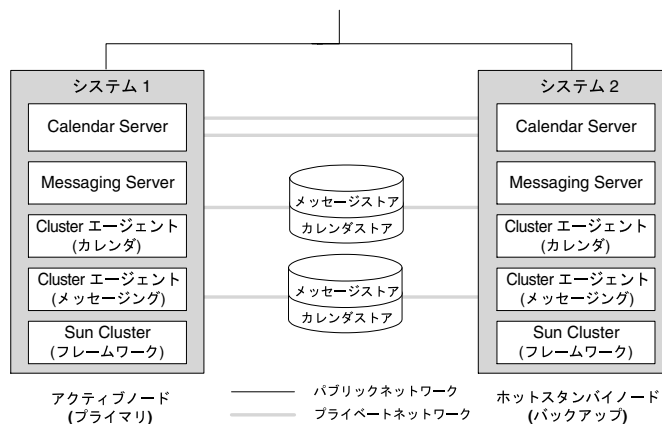 システム 1
Calendar Server
Messaging Server
Cluster エージェント
(カレンダ)
Cluster エージェント
(メッセージング)
Sun Cluster
(フレームワーク)
アクティブノード
(プライマリ)
メッセージストア
カレンダストア
メッセージストア
カレンダストア
パブリックネットワーク
プライベートネットワーク
システム 2
Calendar Server
Messaging Server
Cluster エージェント
(カレンダ)
Cluster エージェント
(メッセージング)
Sun Cluster
(フレームワーク)
ホットスタンバイノード
(バックアップ)